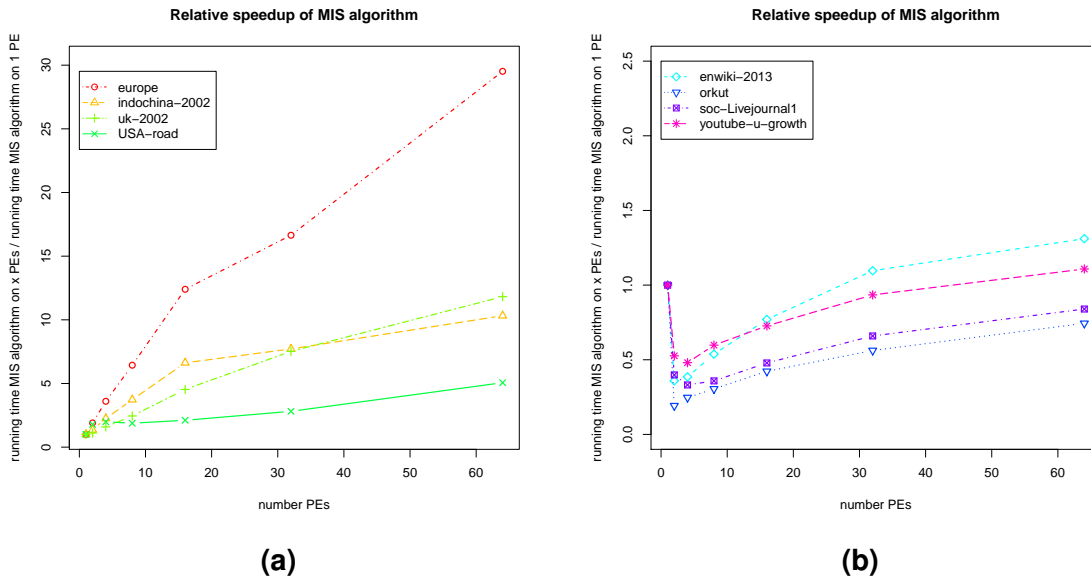 Relative speedup of MIS algorithm
running time MIS algorithm on x PEs / running time MIS algorithm on 1 PE
30
25
20
15
10
5
0
europe
indochina−2002
uk−2002
USA−road
0 10 20 30 40 50 60
number PEs
(a)
Relative speedup of MIS algorithm
running time MIS algorithm on x PEs / running time MIS algorithm on 1 PE
2.5
2.0
1.5
1.0
0.5
0.0
enwiki−2013
orkut
soc−Livejournal1
youtube−u−growth
0 10 20 30 40 50 60
number PEs
(b)